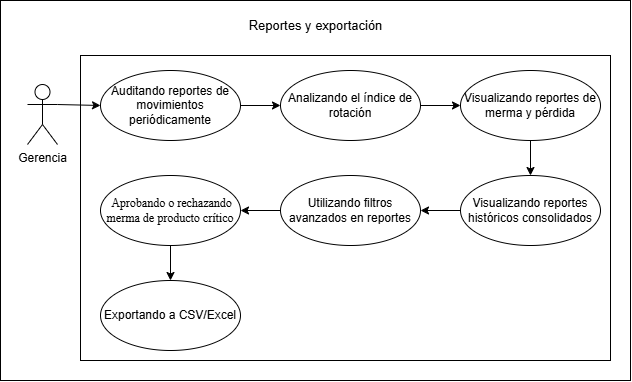 Reportes y exportación
Auditando reportes de
movimientos
periódicamente
Analizando el índice de
rotación
Visualizando reportes de
merma y pérdida
Gerencia
Aprobando o rechazando
merma de producto crítico
Utilizando filtros
avanzados en reportes
Visualizando reportes
históricos consolidados
Exportando a CSV/Excel